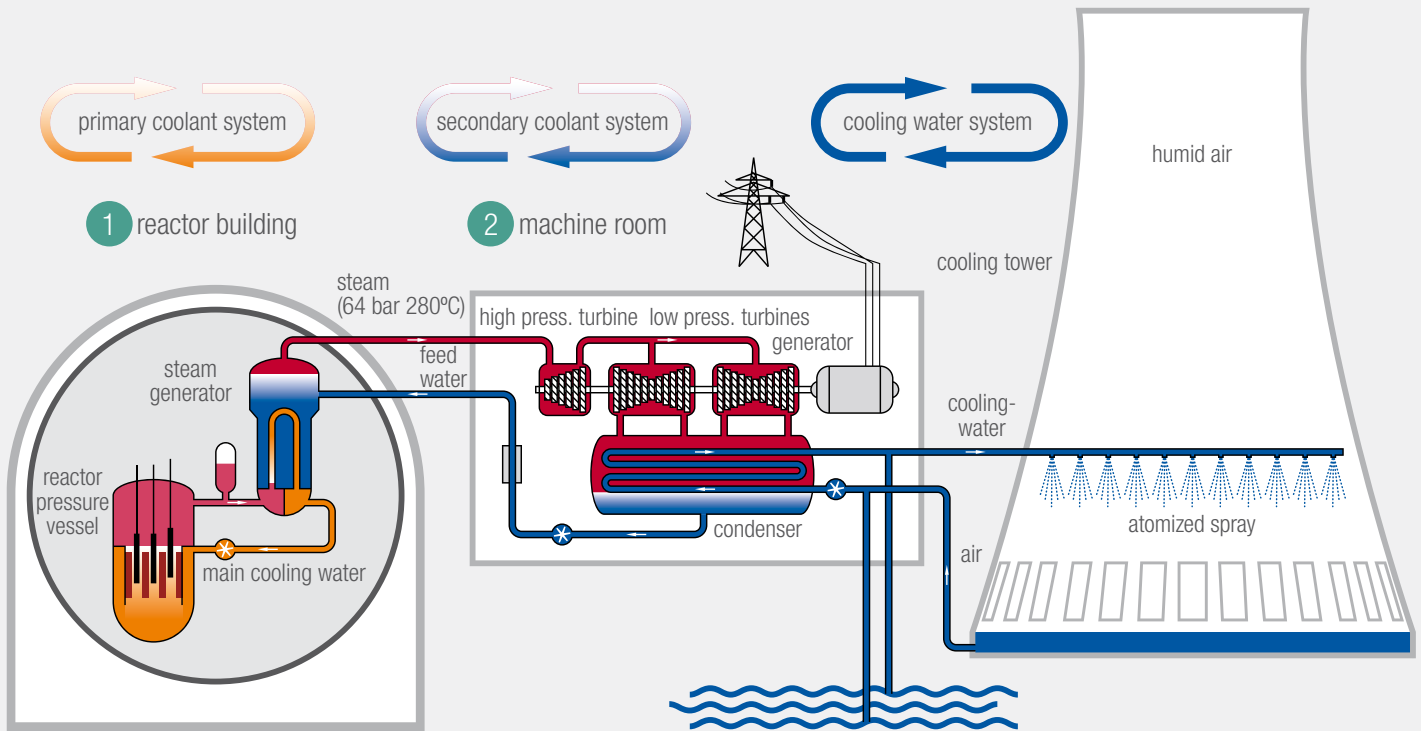 primary coolant system
secondary coolant system
cooling water system
humid air
1 reactor building
2 machine room
cooling tower
steam
(64 bar 280ºC)
high press. turbine
low press. turbines
generator
feed
water
steam
generator
cooling-
water
reactor
pressure
vessel
atomized spray
condenser
air
main cooling water